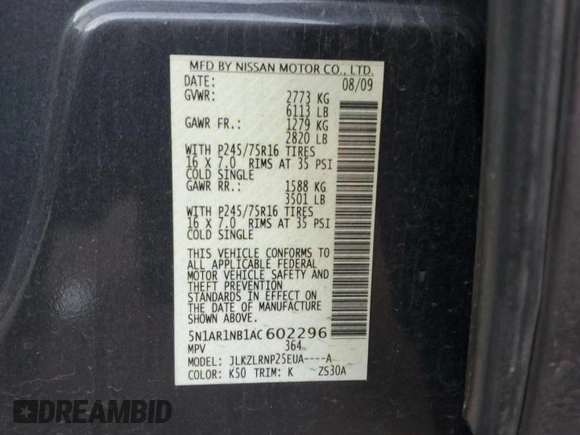 MFD BY NISSAN MOTOR CO., LTD.
DATE: 08/09
GVWR: 2773 KG
6113 LB
GAWR FR.: 1279 KG
2820 LB
WITH P245/75R16 TIRES
16 X 7.0 RIMS AT 35 PSI
COLD SINGLE
GAWR RR.: 1588 KG
3501 LB
WITH P245/75R16 TIRES
16 X 7.0 RIMS AT 35 PSI
COLD SINGLE
THIS VEHICLE CONFORMS TO
ALL APPLICABLE FEDERAL
MOTOR VEHICLE SAFETY AND
THEFT PREVENTION
STANDARDS IN EFFECT ON
THE DATE OF MANUFACTURE
SHOWN ABOVE.
5N1AR1NB1AC602296
MPV 364
MODEL: JLKZLRNP25EUA----A
COLOR: K50 TRIM: K ZS30A
DREAMBID